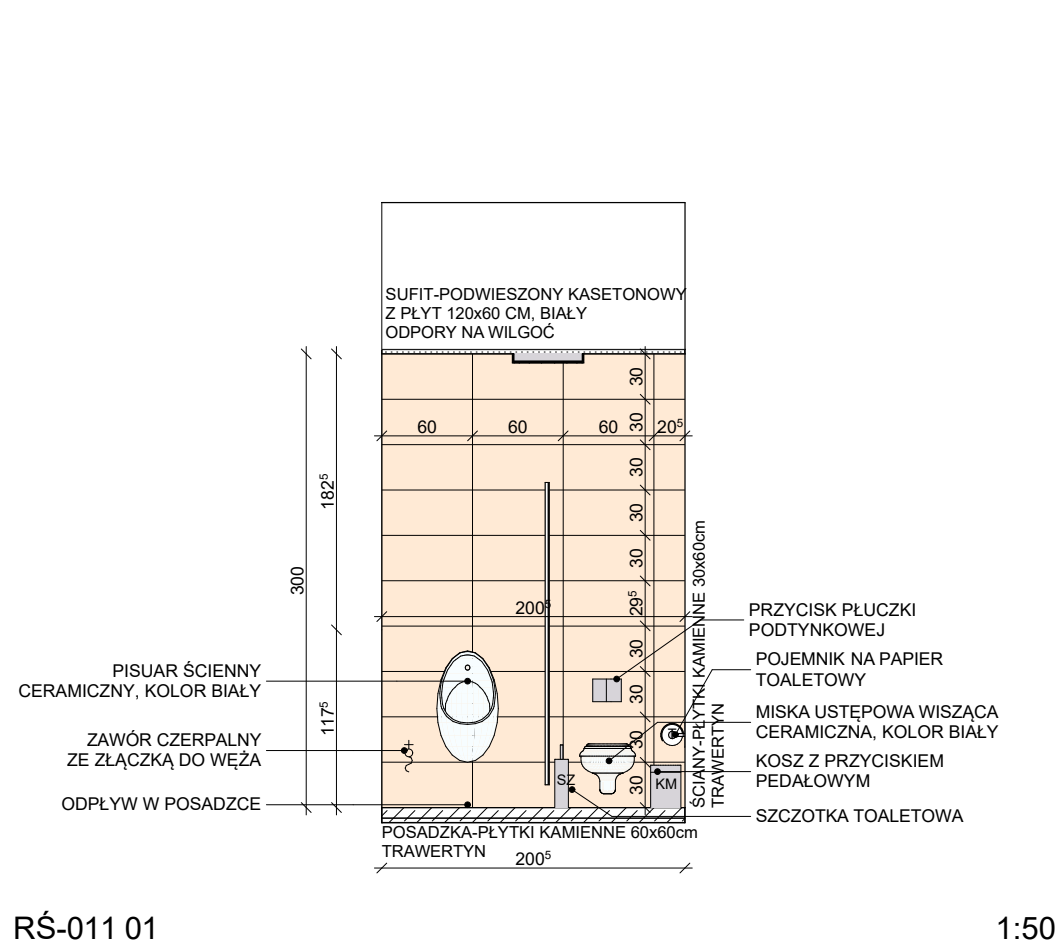 SUFIT-PODWIESZONY KASETONOWY
Z PŁYT 120x60 CM, BIAŁY
ODPORY NA WILGOĆ
30
60
60
60
30
20⁵
30
182⁵
30
30
300
200⁵
29⁵
ŚCIANY-PŁYTKI KAMIENNE 30x60cm
TRAWERTYN
PRZYCISK PŁUCZKI
PODTYNKOWEJ
30
PISUAR ŚCIENNY
CERAMICZNY, KOLOR BIAŁY
POJEMNIK NA PAPIER
TOALETOWY
30
117⁵
MISKA USTĘPOWA WISZĄCA
CERAMICZNA, KOLOR BIAŁY
ZAWÓR CZERPALNY
ZE ZŁĄCZKĄ DO WĘŻA
30
KOSZ Z PRZYCISKIEM
PEDAŁOWYM
SZ
30
KM
ODPŁYW W POSADZCE
SZCZOTKA TOALETOWA
POSADZKA-PŁYTKI KAMIENNE 60x60cm
TRAWERTYN
200⁵
RŚ-011 01
1:50